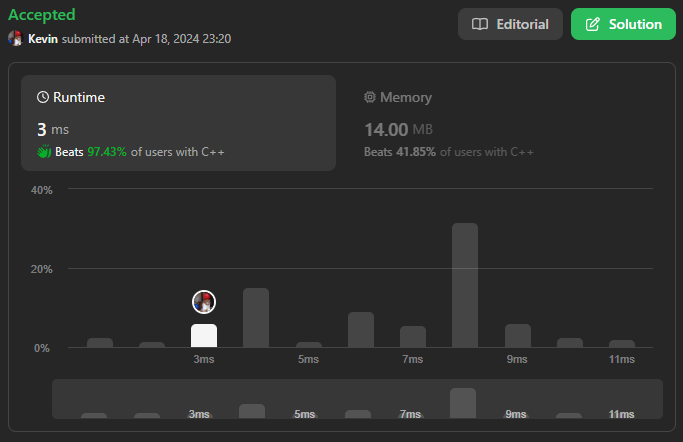 Accepted
Editorial
Solution
Kevin submitted at Apr 18, 2024 23:20
Runtime
Memory
3 ms
14.00 MB
Beats 97.43% of users with C++
Beats 41.85% of users with C++
40%
20%
0%
3ms 5ms 7ms 9ms 11ms
3ms 5ms 7ms 9ms 11ms